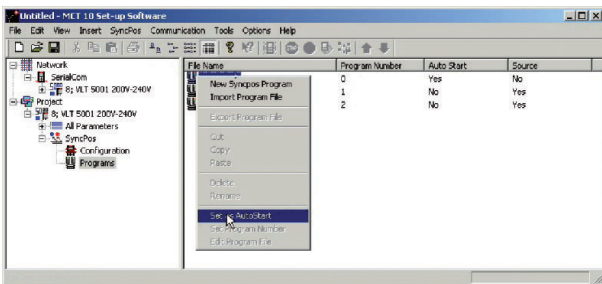 Untitled - MCT 10 Set-up Software
File Edit View Insert SyncPos Communication Tools Options Help
Network
SerialCom
8; VLT 5001 200V-240V
Project
8; VLT 5001 200V-240V
All Parameters
SyncPos
Configuration
Programs
File Name Program Number Auto Start Source
0 Yes No
1 No Yes
2 No Yes
New Syncpos Program
Import Program File
Export Program File
Cut
Copy
Paste
Delete
Rename
Set as AutoStart
Set Program Number
Edit Program File